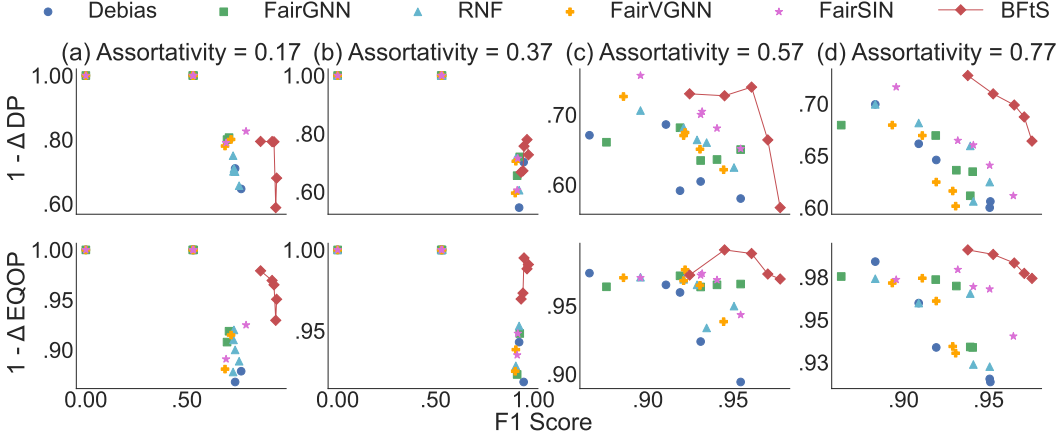 Debias FairGNN RNF FairVGNN FairSIN BFtS
(a) Assortativity = 0.17 (b) Assortativity = 0.37 (c) Assortativity = 0.57 (d) Assortativity = 0.77
1 - Δ DP
1.00 .80 .60
1.00 .80 .60
.70 .60
.70 .65 .60
1 - Δ EQOP
1.00 .95 .90
1.00 .95
.95 .90
.98 .95 .93
0.00 .50 0.00 .50 1.00 .90 .95 .90 .95
F1 Score